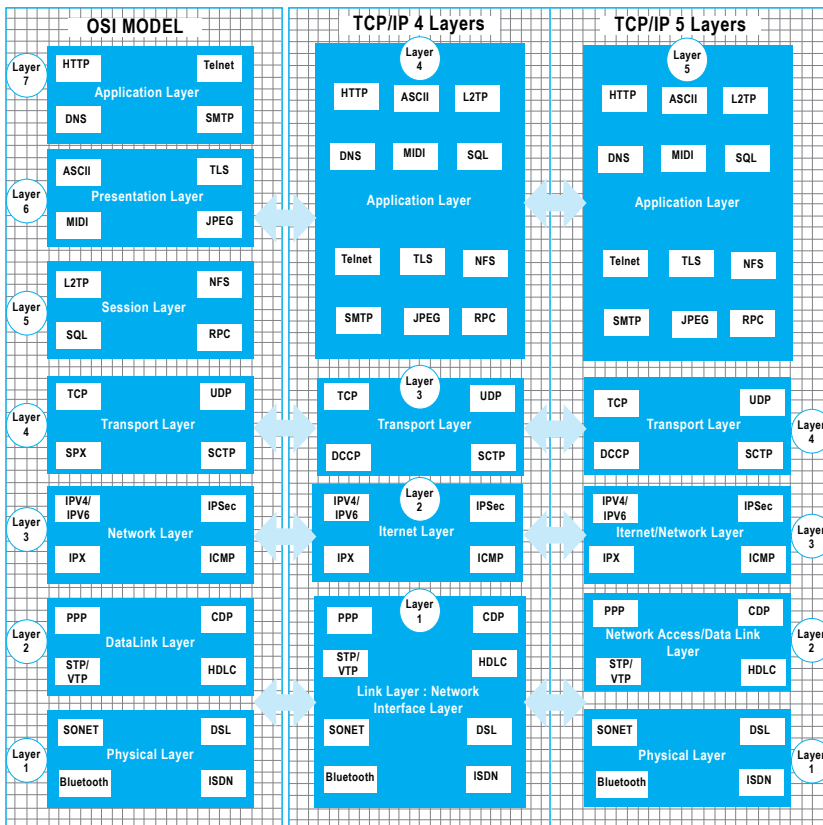 OSI MODEL
Layer
7
HTTP
Telnet
Application Layer
DNS
SMTP
Layer
6
ASCII
TLS
Presentation Layer
MIDI
JPEG
Layer
5
L2TP
NFS
Session Layer
SQL
RPC
Layer
4
TCP
UDP
Transport Layer
SPX
SCTP
Layer
3
IPV4/
IPV6
IPSec
Network Layer
IPX
ICMP
Layer
2
PPP
CDP
DataLink Layer
STP/
VTP
HDLC
Layer
1
SONET
DSL
Physical Layer
Bluetooth
ISDN
TCP/IP 4 Layers
Layer
4
HTTP
ASCII
L2TP
DNS
MIDI
SQL
Application Layer
Telnet
TLS
NFS
SMTP
JPEG
RPC
Layer
3
TCP
UDP
Transport Layer
DCCP
SCTP
Layer
2
IPV4/
IPV6
IPSec
Iternet Layer
IPX
ICMP
Layer
1
PPP
CDP
STP/
VTP
HDLC
Link Layer : Network
Interface Layer
SONET
DSL
Bluetooth
ISDN
TCP/IP 5 Layers
Layer
5
HTTP
ASCII
L2TP
DNS
MIDI
SQL
Application Layer
Telnet
TLS
NFS
SMTP
JPEG
RPC
TCP
UDP
Transport Layer
Layer
4
DCCP
SCTP
IPV4/
IPV6
IPSec
Iternet/Network Layer
Layer
3
IPX
ICMP
PPP
CDP
Network Access/Data Link
Layer
Layer
2
STP/
VTP
HDLC
SONET
DSL
Physical Layer
Layer
1
Bluetooth
ISDN